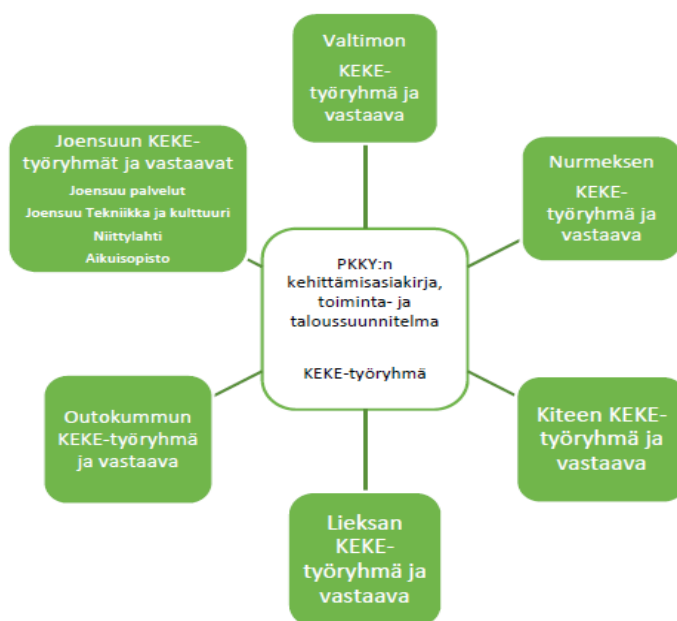 Valtimon
KEKE-
työryhmä ja
vastaava
Joensuun KEKE-
työryhmät ja vastaavat
Joensuu palvelut
Joensuu Tekniikka ja kulttuuri
Niittylahti
Aikuisopisto
Nurmeksen
KEKE-
työryhmä ja
vastaava
PKKY:n
kehittämisasiakirja,
toiminta- ja
taloussuunnitelma
KEKE-työryhmä
Outokummun
KEKE-työryhmä
ja vastaava
Kiteen KEKE-
työryhmä ja
vastaava
Lieksan
KEKE-
työryhmä ja
vastaava